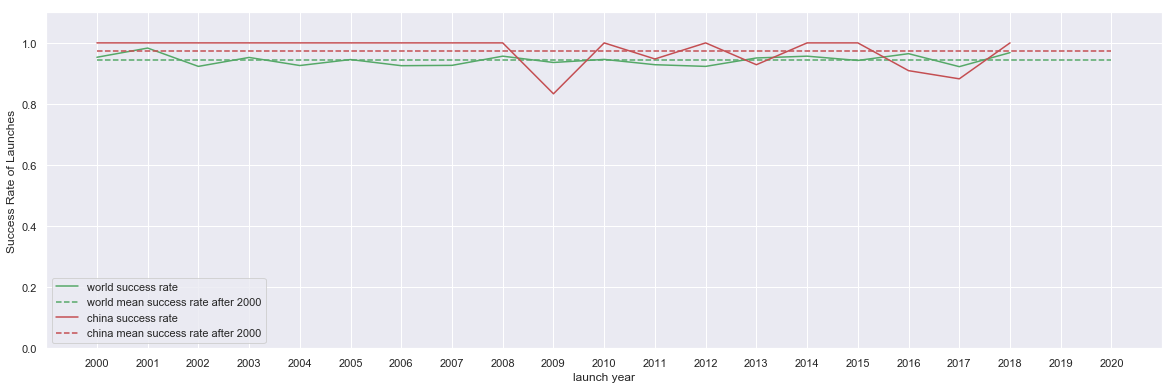 1.0
0.8
0.6
0.4
0.2
0.0
Success Rate of Launches
world success rate
world mean success rate after 2000
china success rate
china mean success rate after 2000
2000 2001 2002 2003 2004 2005 2006 2007 2008 2009 2010 2011 2012 2013 2014 2015 2016 2017 2018 2019 2020
launch year